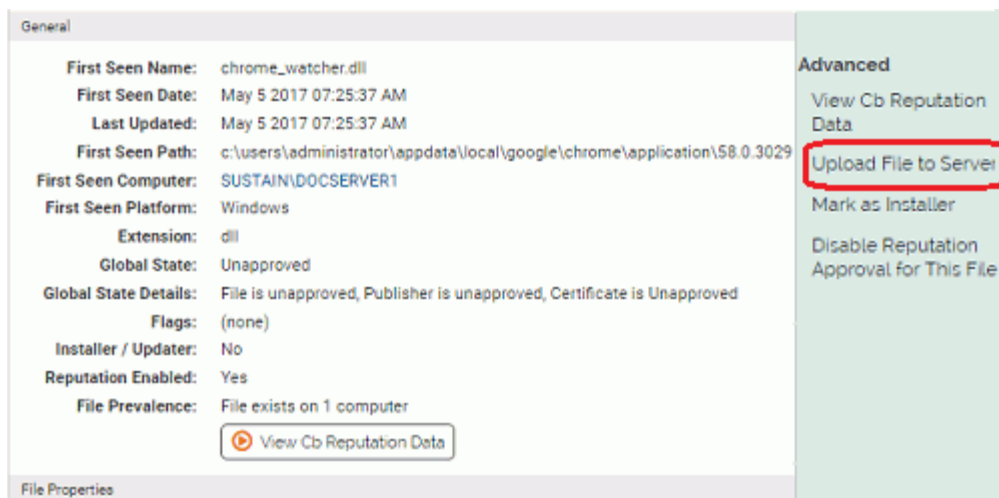 General
First Seen Name: chrome_watcher.dll
First Seen Date: May 5 2017 07:25:37 AM
Last Updated: May 5 2017 07:25:37 AM
First Seen Path: c:\users\administrator\appdata\local\google\chrome\application\58.0.3029
First Seen Computer: SUSTAIN\DOCSERVER1
First Seen Platform: Windows
Extension: dll
Global State: Unapproved
Global State Details: File is unapproved, Publisher is unapproved, Certificate is Unapproved
Flags: (none)
Installer / Updater: No
Reputation Enabled: Yes
File Prevalence: File exists on 1 computer
View Cb Reputation Data
File Properties
Advanced
View Cb Reputation
Data
Upload File to Server
Mark as Installer
Disable Reputation
Approval for This File